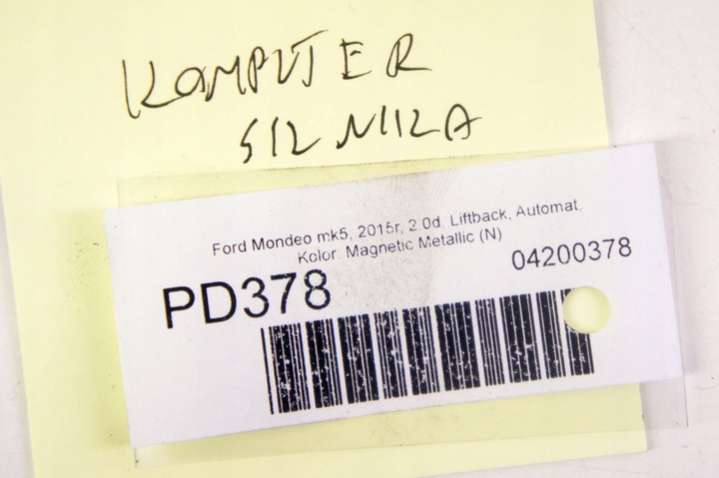 KOMPUTER
SILNIKA
Ford Mondeo mk5, 2015r, 2.0d, Liftback, Automat.
Kolor: Magnetic Metallic (N)
PD378
04200378